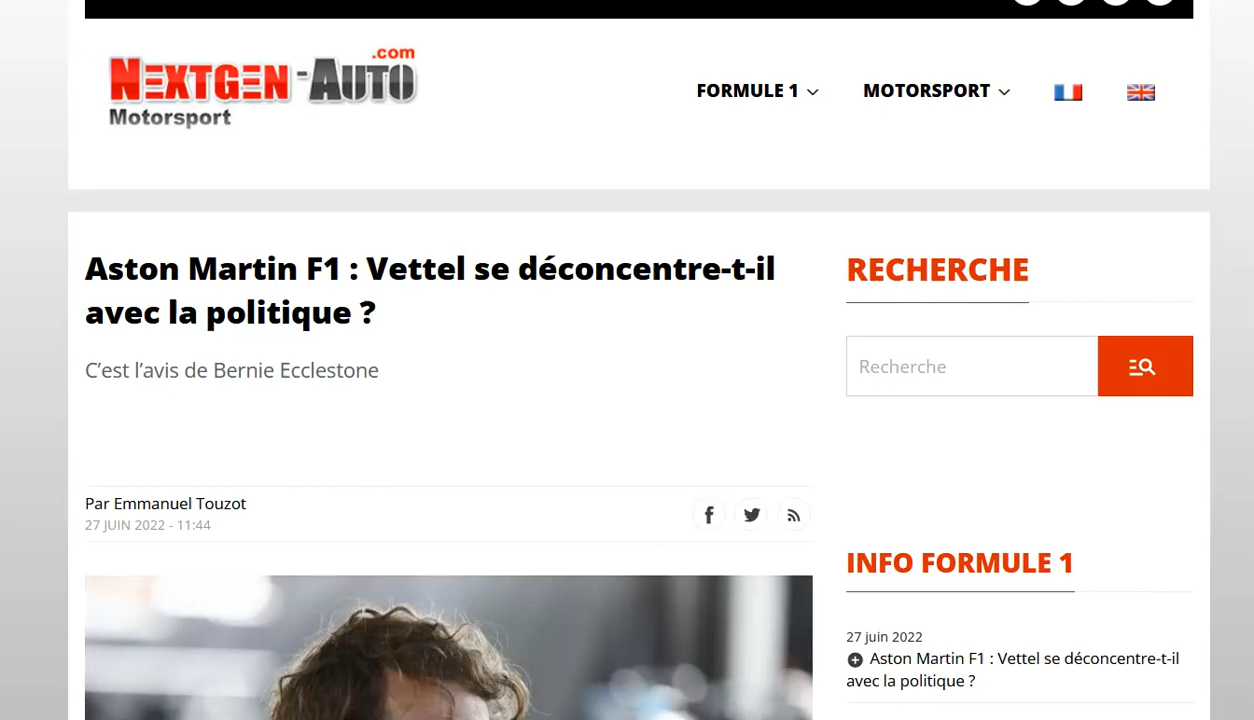 .com
NEXTGEN-AUTO
Motorsport
FORMULE 1
MOTORSPORT
Aston Martin F1 : Vettel se déconcentre-t-il
avec la politique ?
C’est l’avis de Bernie Ecclestone
Par Emmanuel Touzot
27 JUIN 2022 - 11:44
RECHERCHE
Recherche
INFO FORMULE 1
27 juin 2022
Aston Martin F1 : Vettel se déconcentre-t-il
avec la politique ?